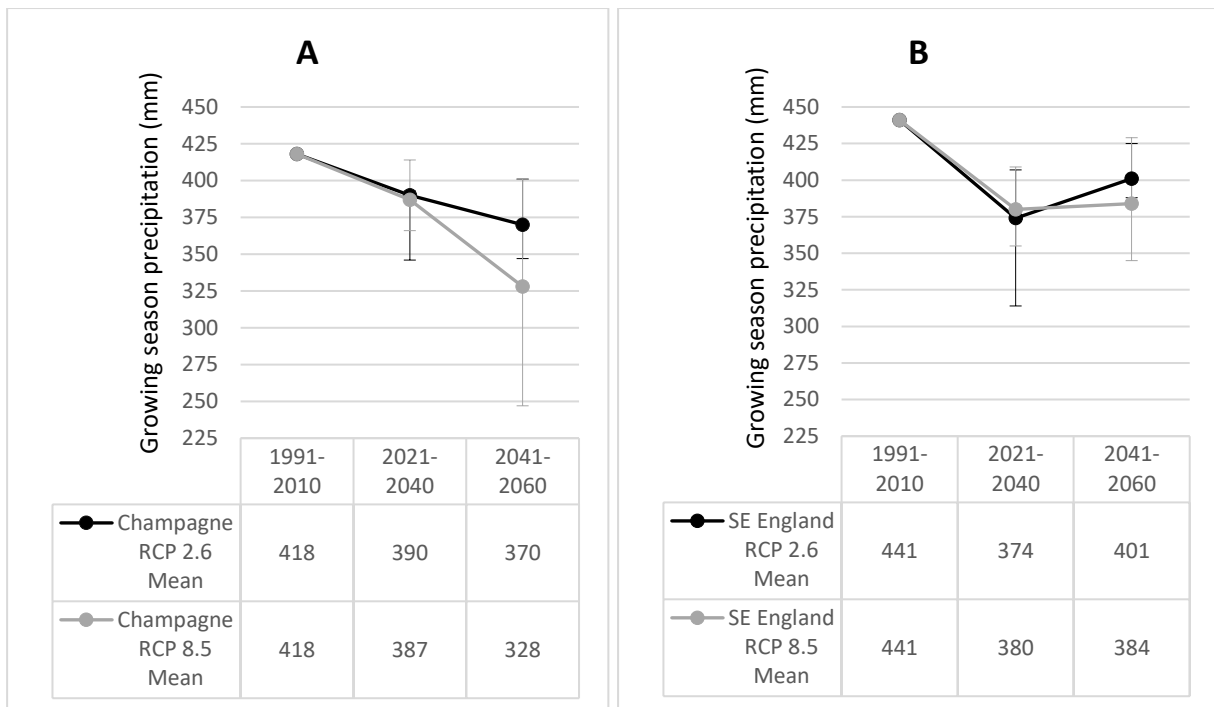 A
Growing season precipitation (mm)
450
425
400
375
350
325
300
275
250
225
1991-
2010
2021-
2040
2041-
2060
Champagne
RCP 2.6
Mean
418
390
370
Champagne
RCP 8.5
Mean
418
387
328
B
Growing season precipitation (mm)
450
425
400
375
350
325
300
275
250
225
1991-
2010
2021-
2040
2041-
2060
SE England
RCP 2.6
Mean
441
374
401
SE England
RCP 8.5
Mean
441
380
384